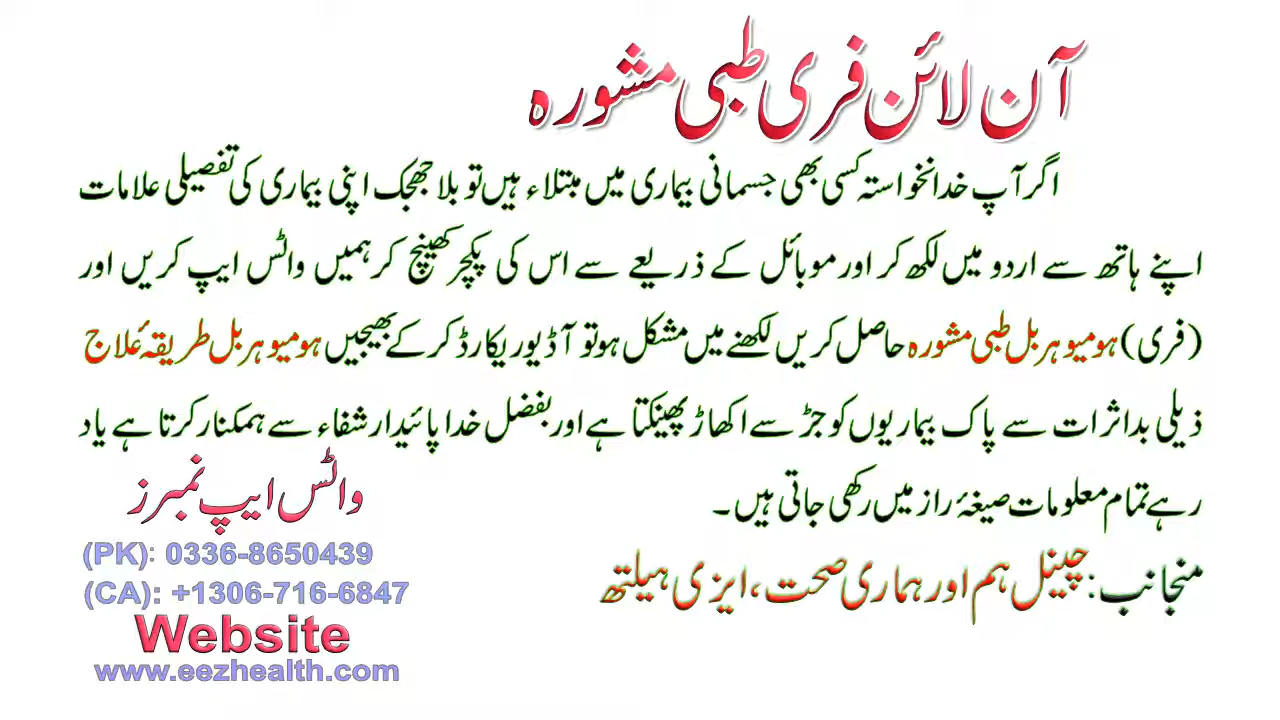 آن لائن فری طبی مشورہ
اگر آپ خدانخواستہ کسی بھی جسمانی بیماری میں مبتلاء ہیں تو بلا جھجک اپنی بیماری کی تفصیلی علامات
اپنے ہاتھ سے اردو میں لکھ کر اور موبائل کے ذریعے سے اس کی پکچر کھینچ کر ہمیں واٹس ایپ کریں اور
(فری) ہومیو ہربل طبی مشورہ حاصل کریں لکھنے میں مشکل ہو تو آڈیو ریکارڈ کر کے بھیجیں ہومیو ہربل طریقۂ علاج
ذیلی بداثرات سے پاک بیماریوں کو جڑ سے اکھاڑ پھینکتا ہے اور بفضل خدا پائیدار شفاء سے ہمکنار کرتا ہے یاد
رہے تمام معلومات صیغۂ راز میں رکھی جاتی ہیں۔
منجانب: چینل ہم اور ہماری صحت، ایزی ہیلتھ
واٹس ایپ نمبرز
(PK): 0336-8650439
(CA): +1306-716-6847
Website
www.eezhealth.com